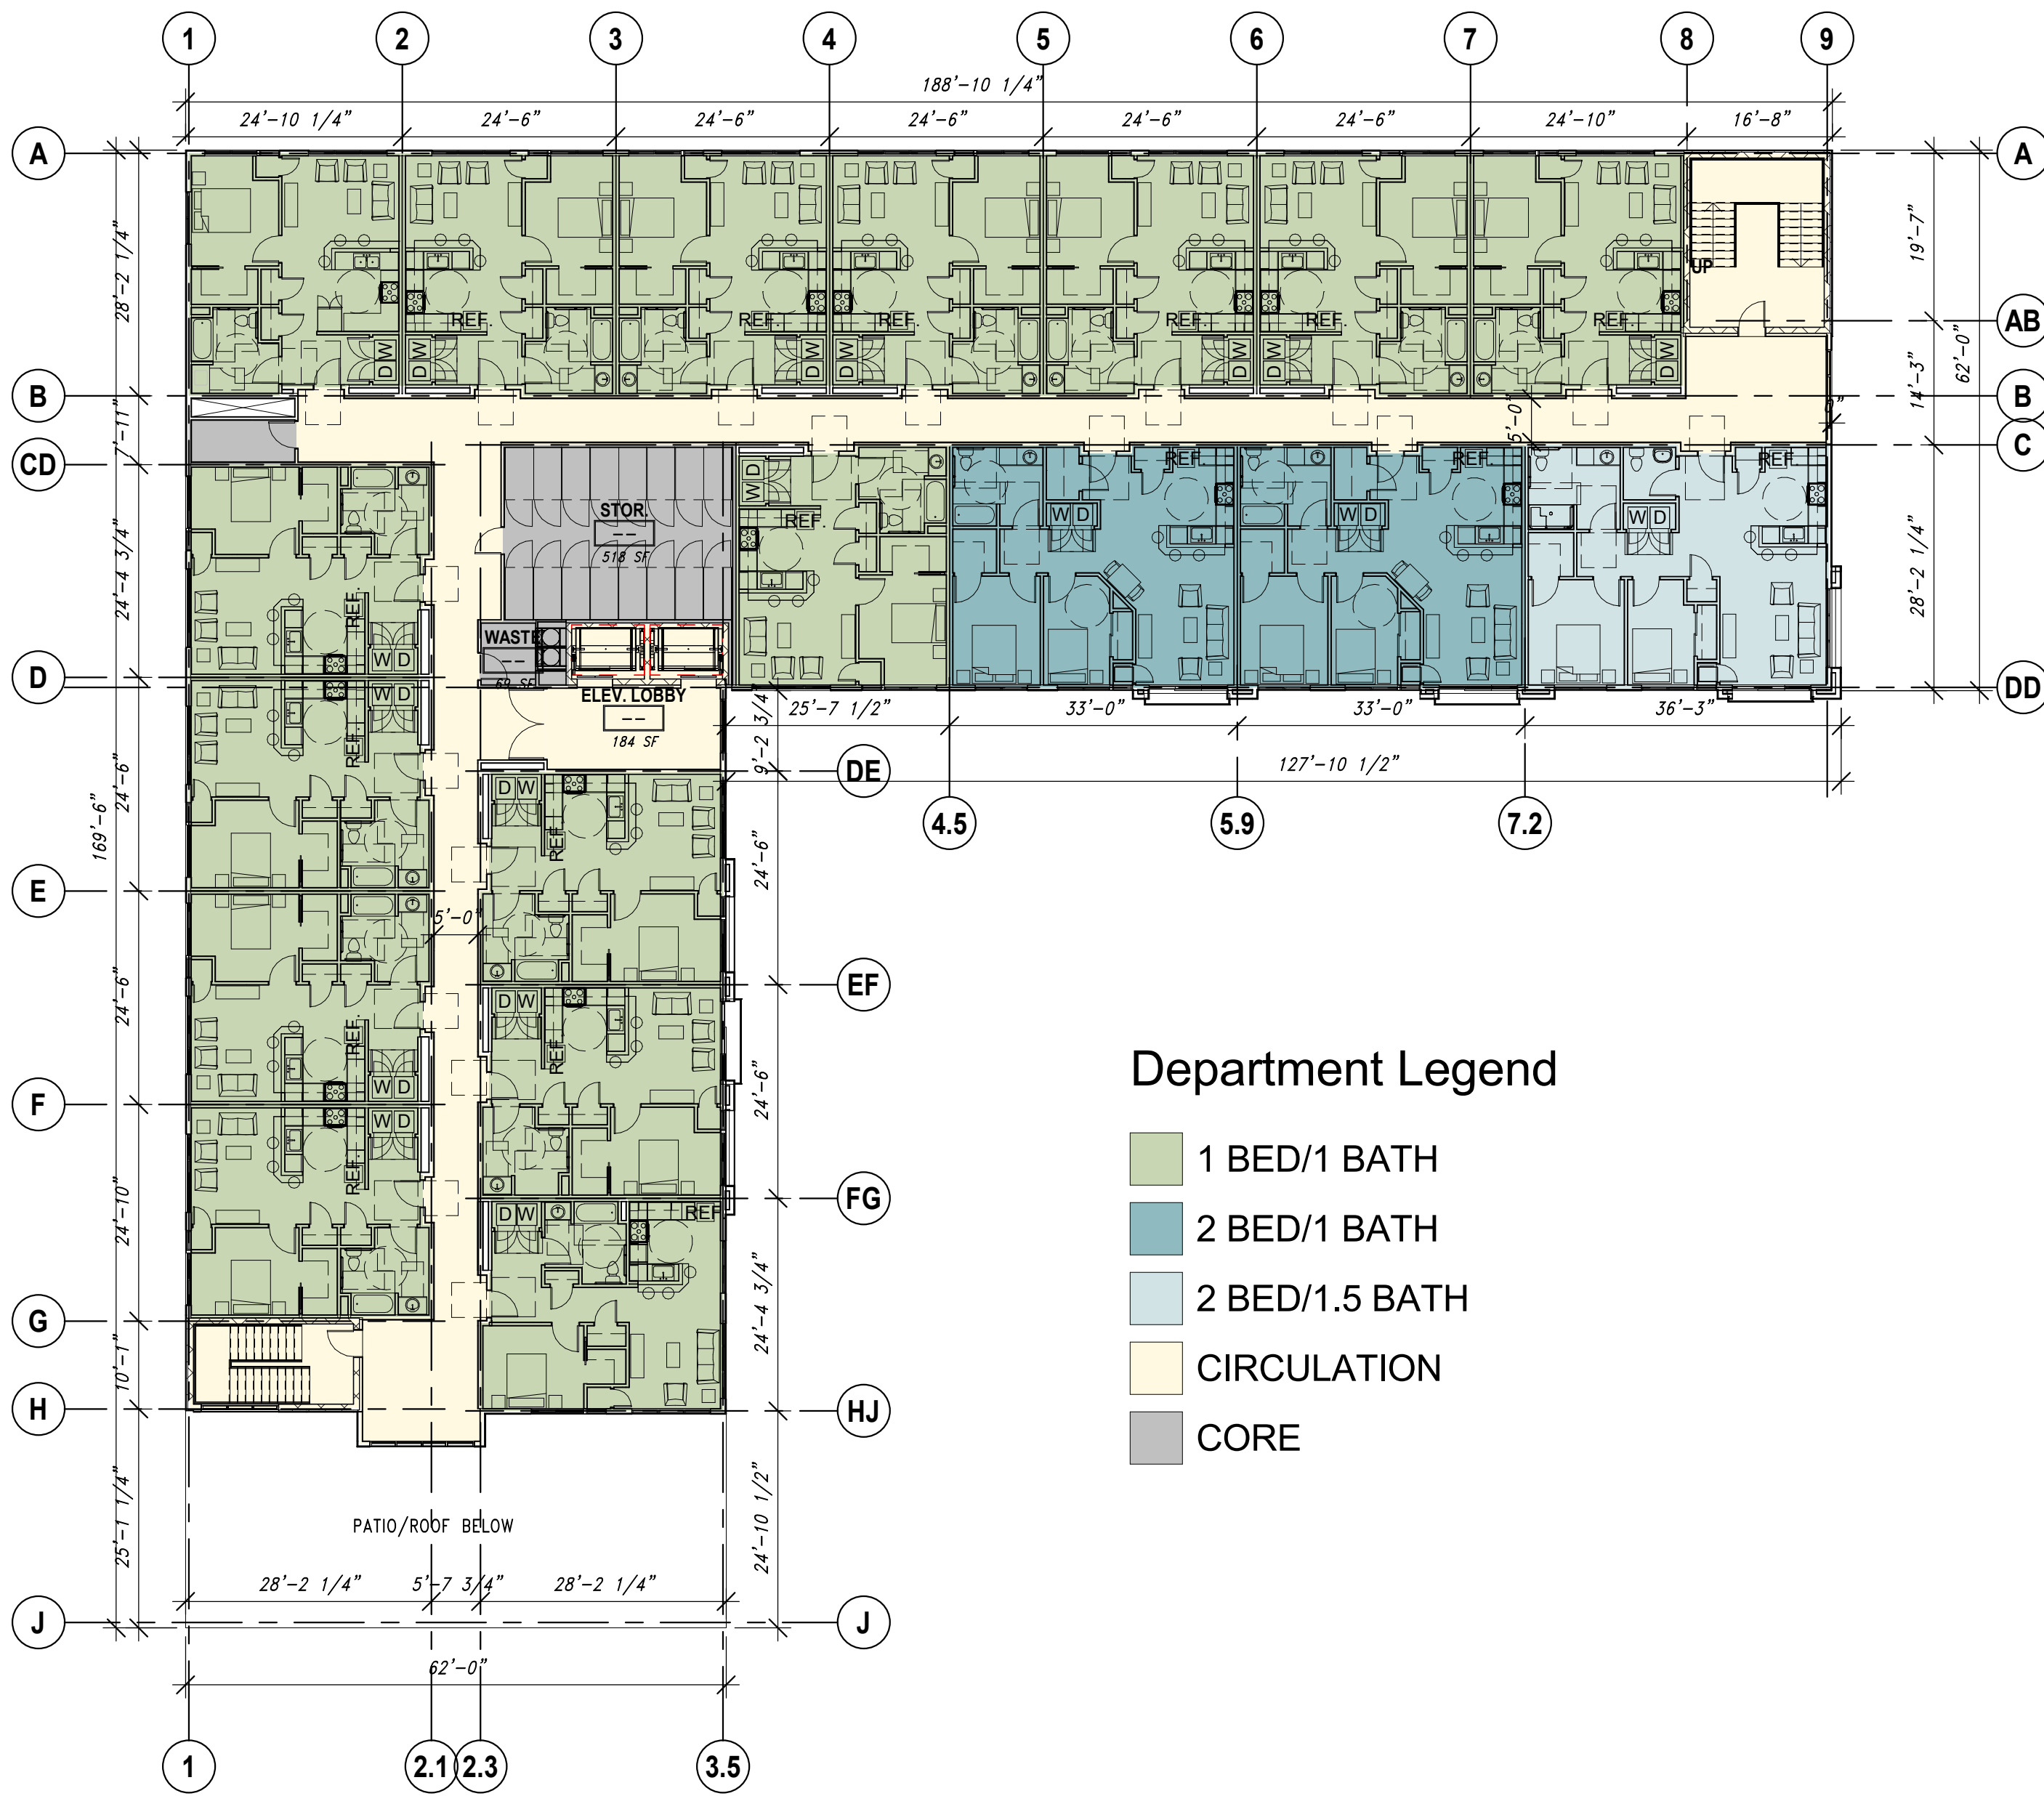 1 2 3 4 5 6 7 8 9
188'-10 1/4"
24'-10 1/4" 24'-6" 24'-6" 24'-6" 24'-6" 24'-6" 24'-10" 16'-8"
A A
28'-2 1/4" 19'-7"
UP
REF. REF. REF. REF. REF. REF.
AB
62'-0"
D W D W D W D W D W D W D W
14'-3"
B B
5'-0"
7'-11"
C
CD
W D REF. REF. REF.
REF.
STOR.
--
518 SF
W D W D W D
24'-4 3/4" 28'-2 1/4"
REF.
WASTE
--
69 SF
W D
D DD
ELEV. LOBBY
--
184 SF
W D
REF.
9'-2 3/4"
25'-7 1/2" 33'-0" 33'-0" 36'-3"
127'-10 1/2"
DE
4.5 5.9 7.2
24'-6"
169'-6"
D W
REF.
24'-6"
E
5'-0"
EF
24'-6"
D W
REF.
REF.
W D
24'-6"
F
W D
REF.
FG
24'-10"
D W REF.
24'-4 3/4"
G
10'-1"
H HJ
25'-1 1/4"
PATIO/ROOF BELOW
24'-10 1/2"
28'-2 1/4" 5'-7 3/4" 28'-2 1/4"
J J
62'-0"
1 2.1 2.3 3.5
Department Legend
1 BED/1 BATH
2 BED/1 BATH
2 BED/1.5 BATH
CIRCULATION
CORE